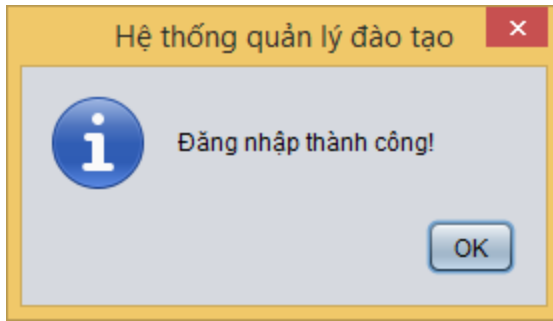 Hệ thống quản lý đào tạo
Đăng nhập thành công!
OK